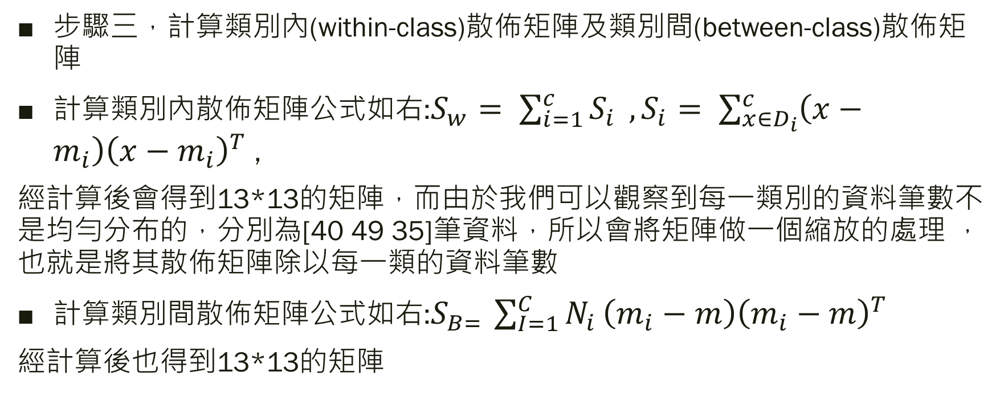 ■ 步驟三，計算類別內(within-class)散佈矩陣及類別間(between-class)散佈矩
陣
■ 計算類別內散佈矩陣公式如右:$S_w = \sum_{i=1}^{c} S_i \ , S_i = \sum_{x \in D_i}^{c} (x -$
$m_i)(x - m_i)^T$ ，
經計算後會得到13*13的矩陣，而由於我們可以觀察到每一類別的資料筆數不
是均勻分布的，分別為[40 49 35]筆資料，所以會將矩陣做一個縮放的處理 ，
也就是將其散佈矩陣除以每一類的資料筆數
■ 計算類別間散佈矩陣公式如右:$S_{B=} \sum_{I=1}^{C} N_i \, (m_i - m)(m_i - m)^T$
經計算後也得到13*13的矩陣